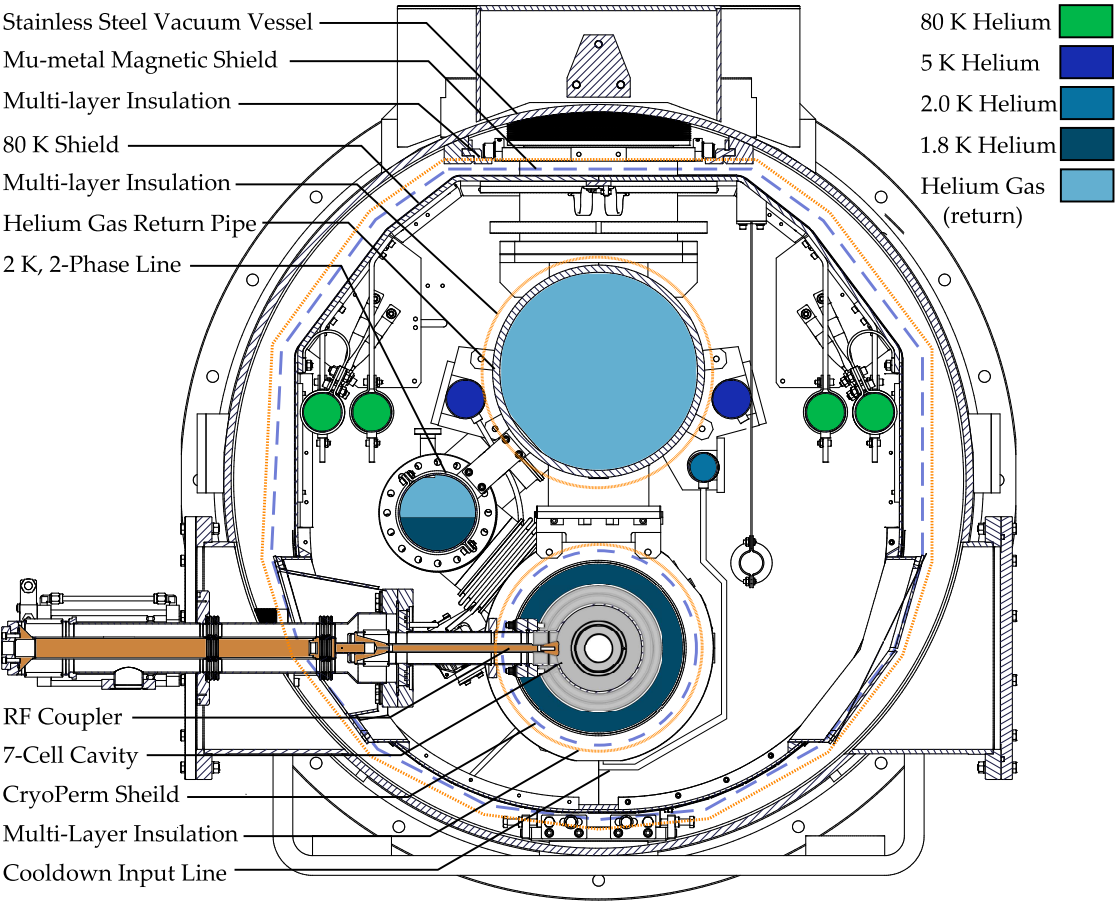 Stainless Steel Vacuum Vessel
Mu-metal Magnetic Shield
Multi-layer Insulation
80 K Shield
Multi-layer Insulation
Helium Gas Return Pipe
2 K, 2-Phase Line
80 K Helium
5 K Helium
2.0 K Helium
1.8 K Helium
Helium Gas
(return)
RF Coupler
7-Cell Cavity
CryoPerm Sheild
Multi-Layer Insulation
Cooldown Input Line